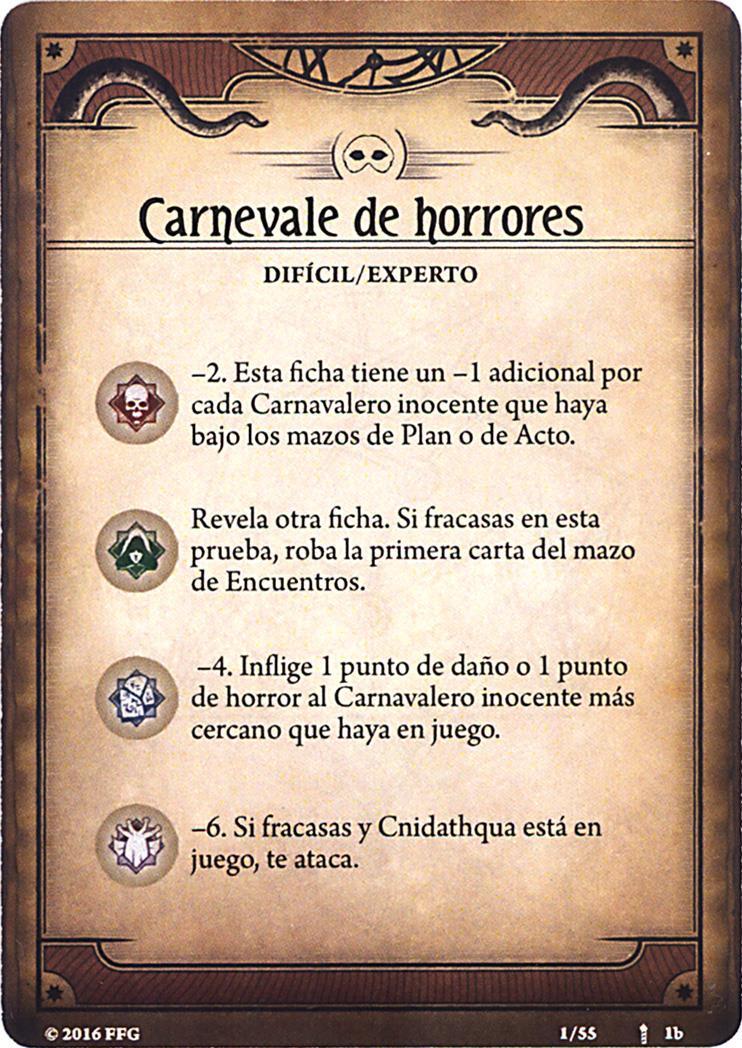 Carnevale de horrores
DIFÍCIL/EXPERTO
–2. Esta ficha tiene un –1 adicional por
cada Carnavalero inocente que haya
bajo los mazos de Plan o de Acto.
Revela otra ficha. Si fracasas en esta
prueba, roba la primera carta del mazo
de Encuentros.
–4. Inflige 1 punto de daño o 1 punto
de horror al Carnavalero inocente más
cercano que haya en juego.
–6. Si fracasas y Cnidathqua está en
juego, te ataca.
© 2016 FFG
1/55
1b